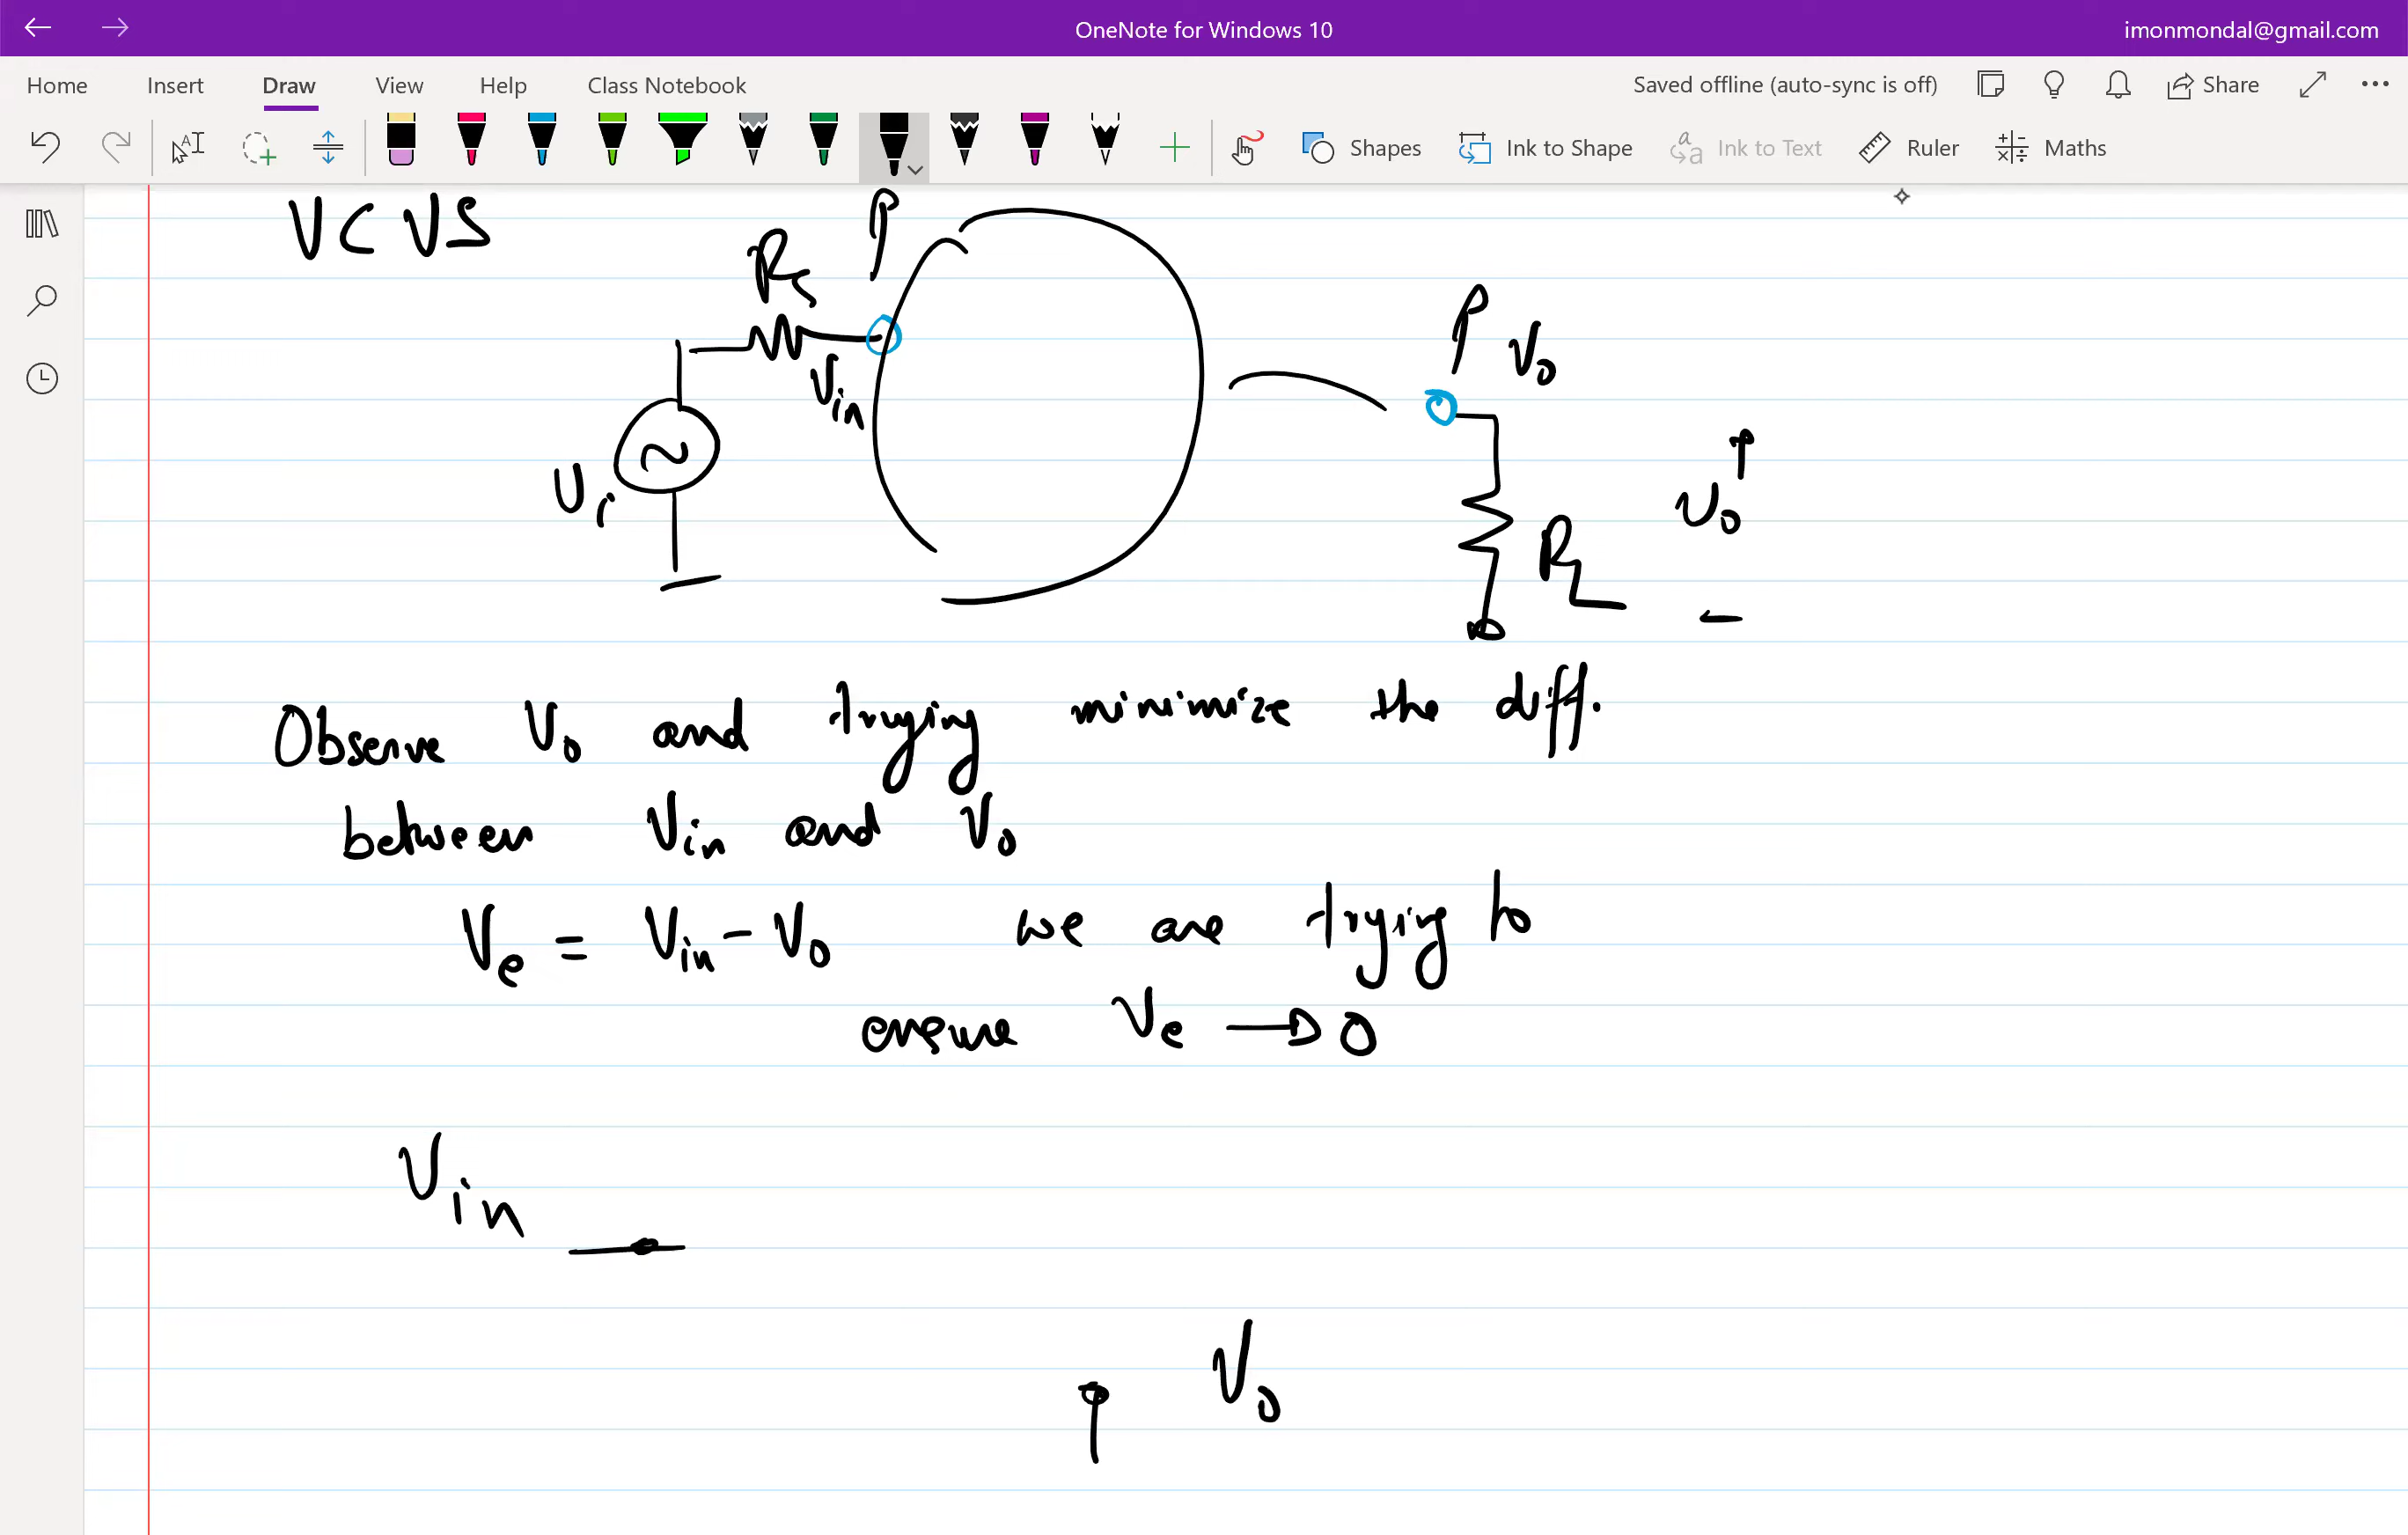 OneNote for Windows 10
imonmondal@gmail.com
Home Insert Draw View Help Class Notebook
Saved offline (auto-sync is off) Share
Shapes Ink to Shape Ink to Text Ruler Maths
VCVS
Rs
Vin
Vi
Vo
Vo
RL
Observe Vo and trying minimize the diff.
between Vin and Vo
Ve = Vin - Vo we are trying to
ensure Ve → 0
Vin
Vo